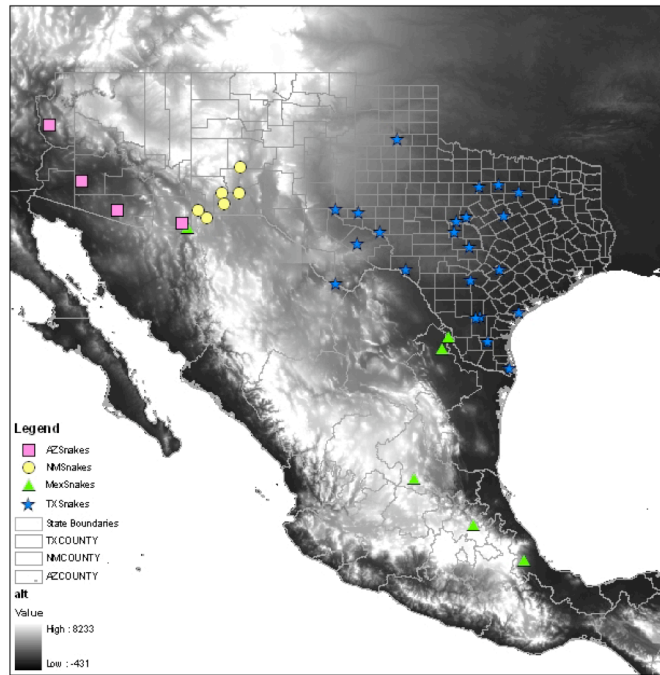 Legend
AZSnakes
NMSnakes
MexSnakes
TXSnakes
State Boundaries
TXCOUNTY
NMCOUNTY
AZCOUNTY
alt
Value
High : 8233
Low : -431